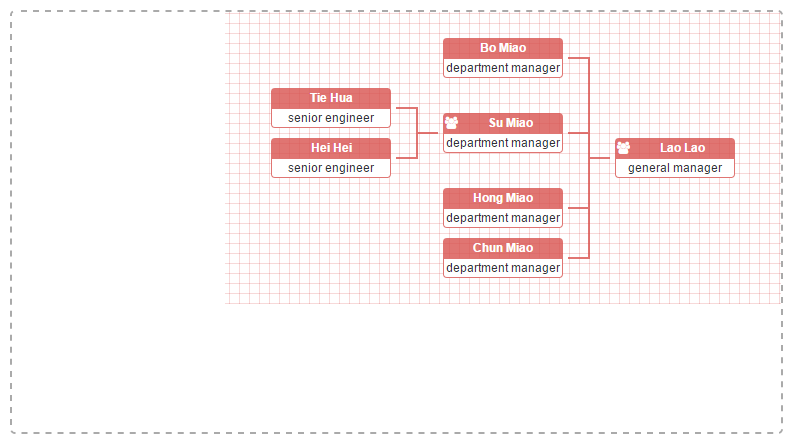 Bo Miao
department manager
Tie Hua
senior engineer
Su Miao
department manager
Hei Hei
senior engineer
Lao Lao
general manager
Hong Miao
department manager
Chun Miao
department manager